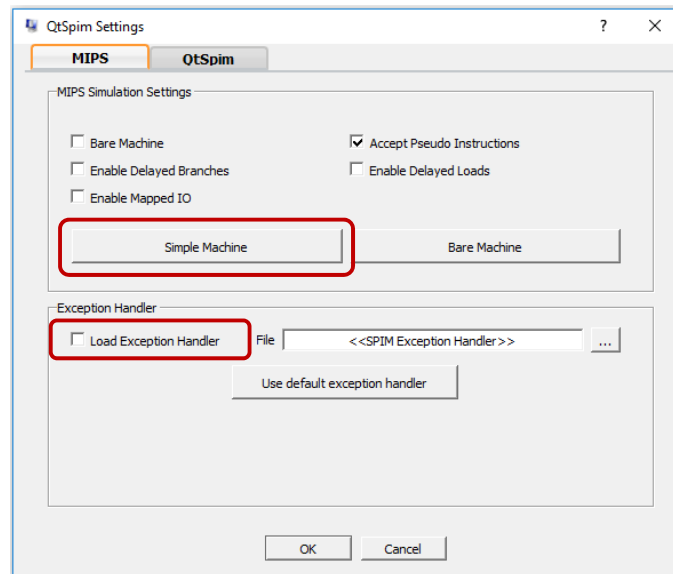 QtSpim Settings
?
MIPS
QtSpim
MIPS Simulation Settings
Bare Machine
Accept Pseudo Instructions
Enable Delayed Branches
Enable Delayed Loads
Enable Mapped IO
Simple Machine
Bare Machine
Exception Handler
Load Exception Handler
File
<<SPIM Exception Handler>>
...
Use default exception handler
OK
Cancel